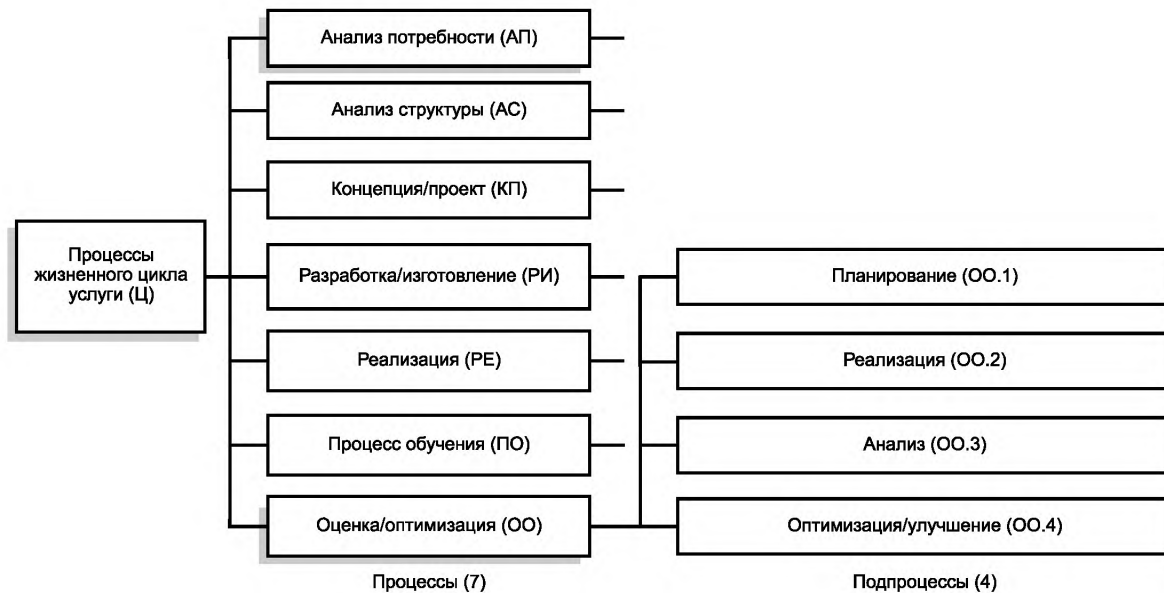 Анализ потребности (АП)
Анализ структуры (АС)
Концепция/проект (КП)
Процессы
жизненного цикла
услуги (Ц)
Разработка/изготовление (РИ)
Планирование (ОО.1)
Реализация (РЕ)
Реализация (ОО.2)
Процесс обучения (ПО)
Анализ (ОО.3)
Оценка/оптимизация (ОО)
Оптимизация/улучшение (ОО.4)
Процессы (7)
Подпроцессы (4)